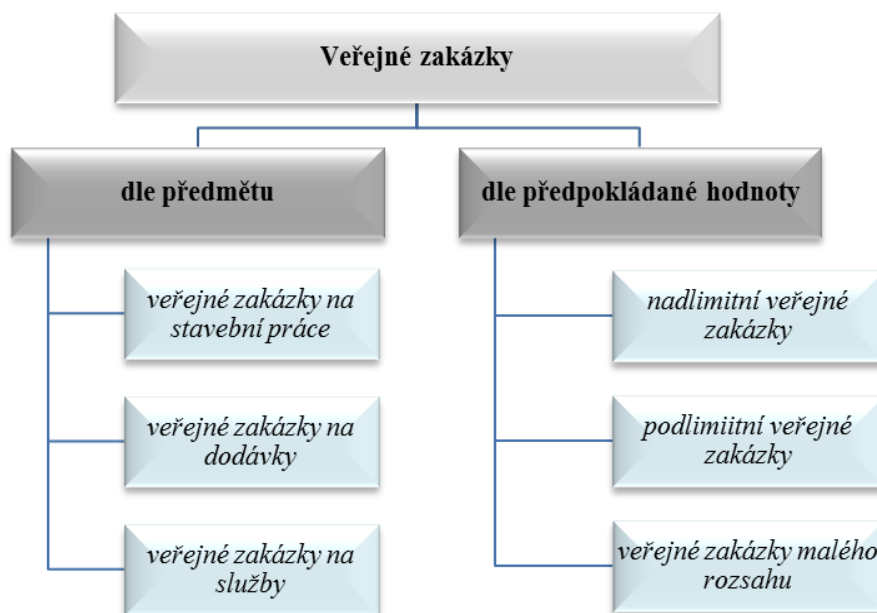 Veřejné zakázky
dle předmětu
veřejné zakázky na
stavební práce
veřejné zakázky na
dodávky
veřejné zakázky na
služby
dle předpokládané hodnoty
nadlimitní veřejné
zakázky
podlimiitní veřejné
zakázky
veřejné zakázky malého
rozsahu